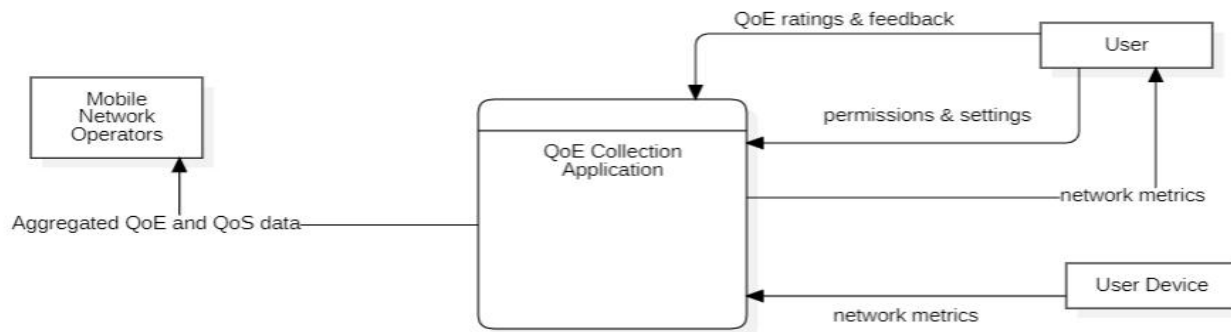 QoE ratings & feedback
User
Mobile
Network
Operators
permissions & settings
QoE Collection
Application
network metrics
Aggregated QoE and QoS data
User Device
network metrics